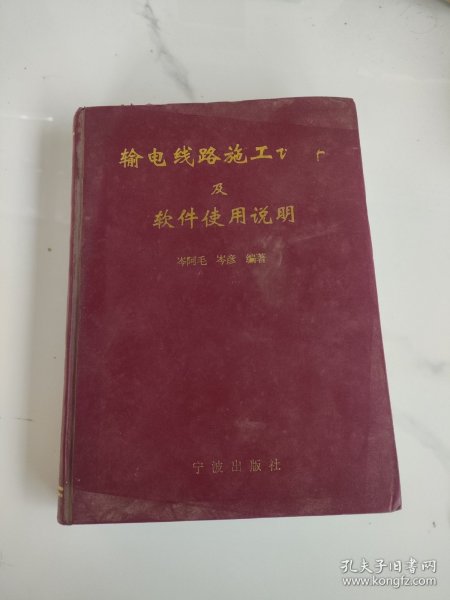 输电线路施工
及
软件使用说明
岑阿毛 岑彦 编著
宁波出版社
孔夫子旧书网
www.kongfz.com